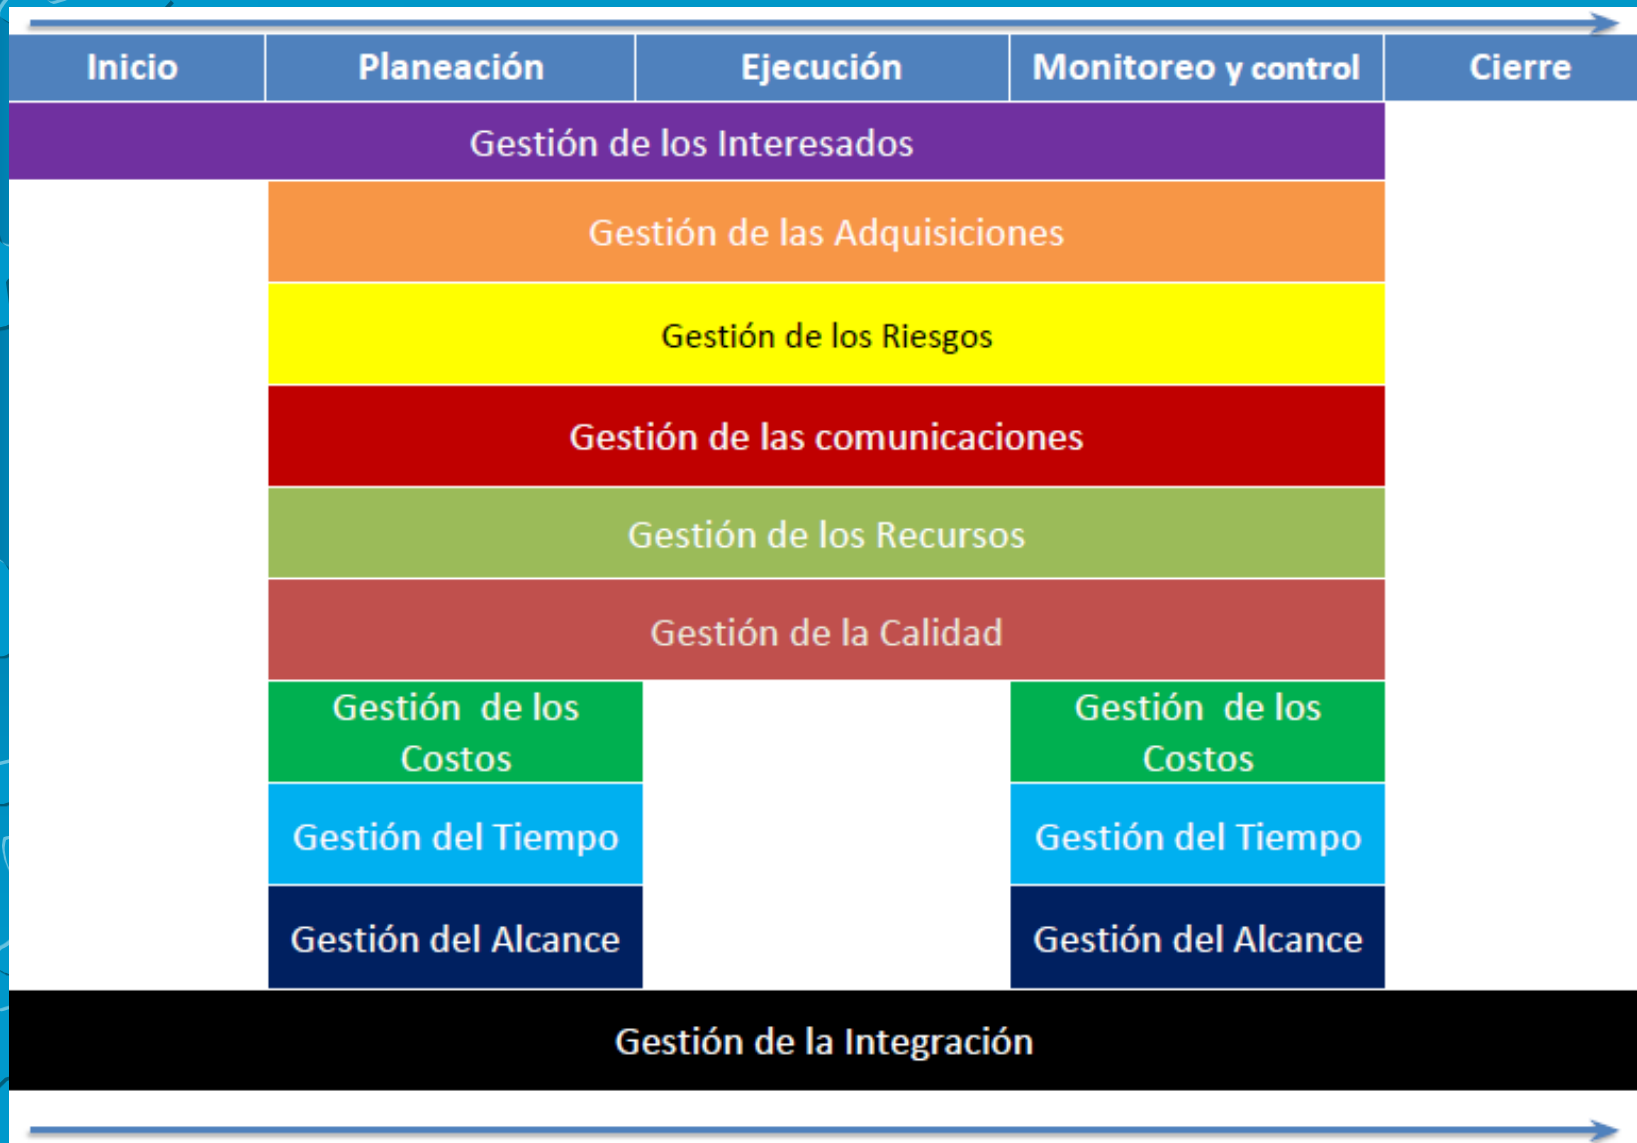 Inicio Planeación Ejecución Monitoreo y control Cierre
Gestión de los Interesados
Gestión de las Adquisiciones
Gestión de los Riesgos
Gestión de las comunicaciones
Gestión de los Recursos
Gestión de la Calidad
Gestión de los
Costos
Gestión de los
Costos
Gestión del Tiempo
Gestión del Tiempo
Gestión del Alcance
Gestión del Alcance
Gestión de la Integración